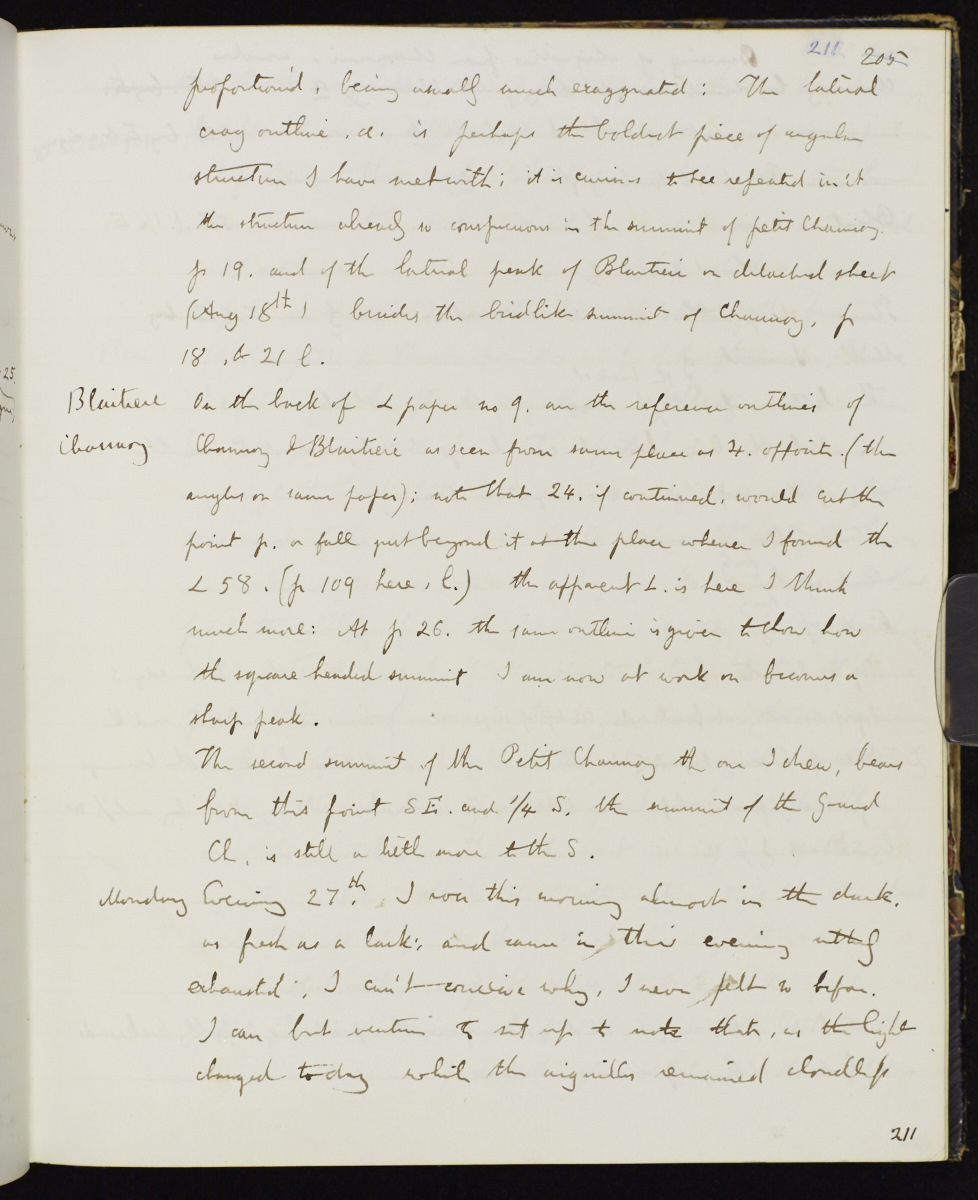 211 205
proportion'd, being usually much exaggerated: The lateral
crag outline. a. is perhaps the boldest piece of angular
structure I have met with; it is curious to see repeated in it
the structure already so conspicuous in the summit of petit Charmoz.
p 19. and of the lateral peak of Blaitiere on detached sheet
(Aug 18th) besides the birdlike summit of Charmoz, p
18, & 21 l.
Blaitiere
Charmoz
On the back of L paper no 9. are the reference outlines of
Charmoz & Blaitiere as seen from same place as 4. opposite. (the
angles on same paper); note that 24. if continued, would cut the
point p. or fall just beyond it at the place where I found the
∠ 58. (p 109 here, l.) the apparent ∠. is here I think
much more: At p 26. the same outline is given to show how
the square headed summit I am now at work on becomes a
sharp peak.
The second summit of the Petit Charmoz the one I drew, bears
from this point SE. and 1/4 S. the summit of the Grand
Ch, is still a little more to the S.
Monday Evening 27th. I rose this morning almost in the dark.
as fresh as a lark; and came in this evening utterly
exhausted; I can't conceive why, I never felt so before.
I can but venture to sit up to note that, as the light
changed to day while the aiguilles remained cloudless
211